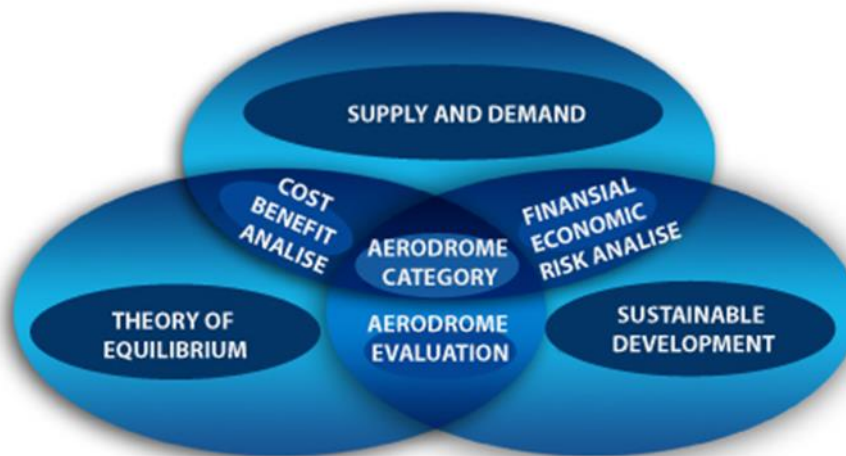 SUPPLY AND DEMAND
COST
BENEFIT
ANALISE
FINANSIAL
ECONOMIC
RISK ANALISE
AERODROME
CATEGORY
THEORY OF
EQUILIBRIUM
AERODROME
EVALUATION
SUSTAINABLE
DEVELOPMENT